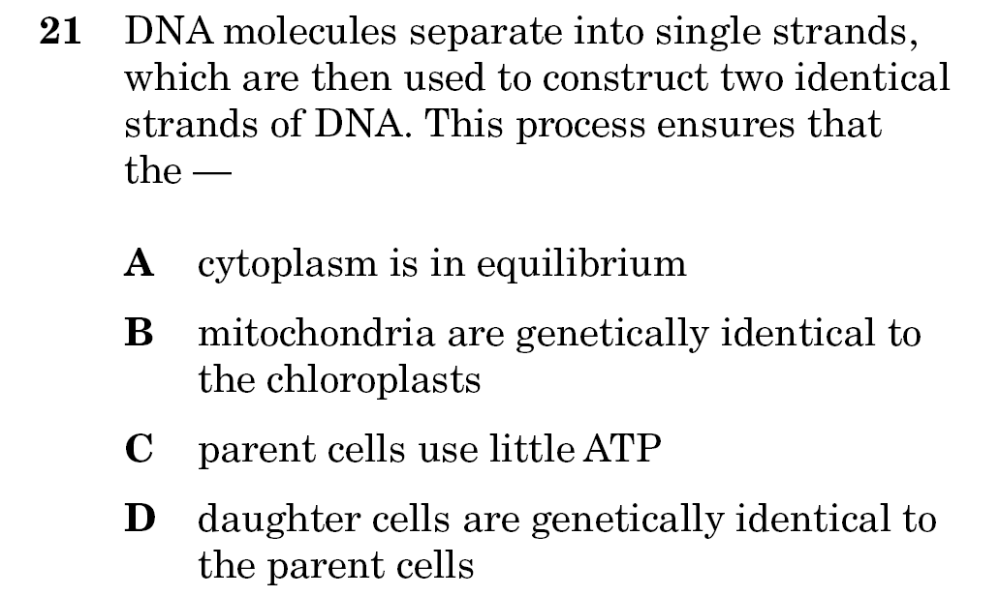 21 DNA molecules separate into single strands,
which are then used to construct two identical
strands of DNA. This process ensures that
the —
A cytoplasm is in equilibrium
B mitochondria are genetically identical to
the chloroplasts
C parent cells use little ATP
D daughter cells are genetically identical to
the parent cells